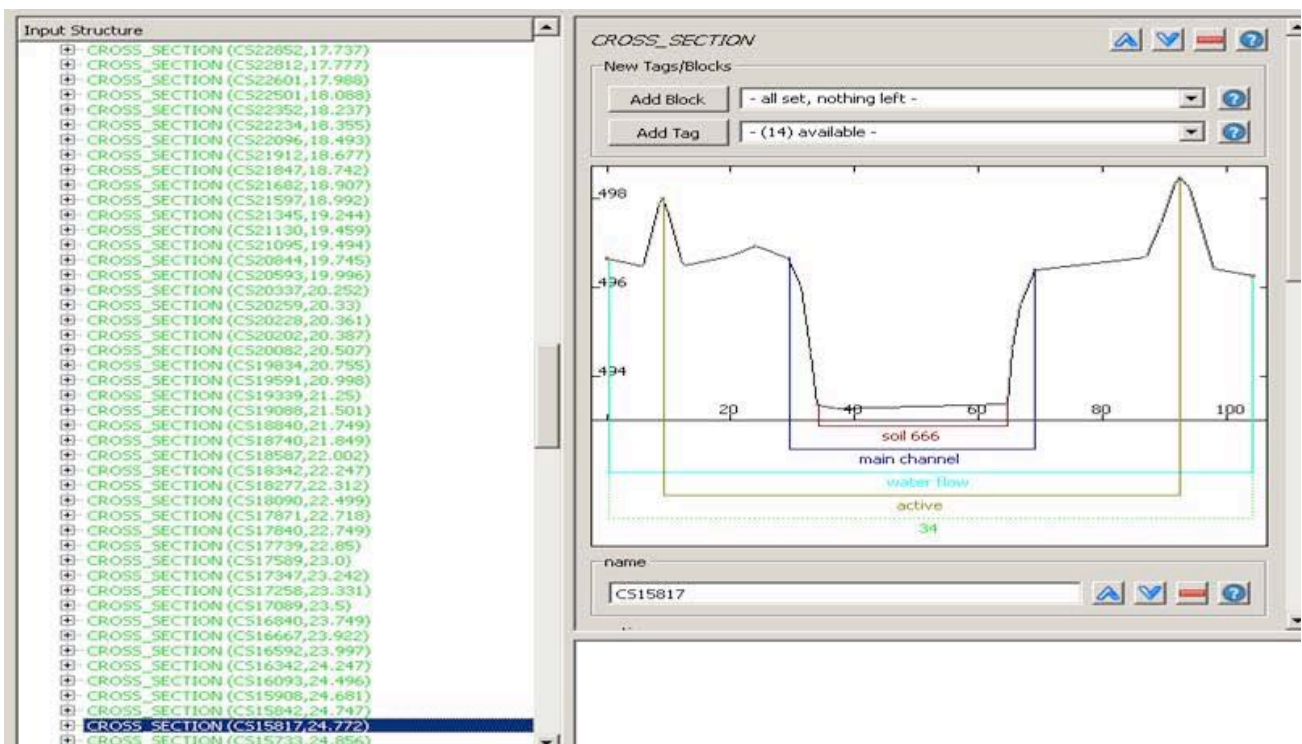 Input Structure
CROSS_SECTION (CS22852,17.737)
CROSS_SECTION (CS22812,17.777)
CROSS_SECTION (CS22601,17.988)
CROSS_SECTION (CS22501,18.088)
CROSS_SECTION (CS22352,18.237)
CROSS_SECTION (CS22234,18.355)
CROSS_SECTION (CS22096,18.493)
CROSS_SECTION (CS21912,18.677)
CROSS_SECTION (CS21847,18.742)
CROSS_SECTION (CS21682,18.907)
CROSS_SECTION (CS21597,18.992)
CROSS_SECTION (CS21345,19.244)
CROSS_SECTION (CS21130,19.459)
CROSS_SECTION (CS21095,19.494)
CROSS_SECTION (CS20844,19.745)
CROSS_SECTION (CS20593,19.996)
CROSS_SECTION (CS20337,20.252)
CROSS_SECTION (CS20259,20.33)
CROSS_SECTION (CS20228,20.361)
CROSS_SECTION (CS20202,20.387)
CROSS_SECTION (CS20082,20.507)
CROSS_SECTION (CS19834,20.755)
CROSS_SECTION (CS19591,20.998)
CROSS_SECTION (CS19339,21.25)
CROSS_SECTION (CS19088,21.501)
CROSS_SECTION (CS18840,21.749)
CROSS_SECTION (CS18740,21.849)
CROSS_SECTION (CS18587,22.002)
CROSS_SECTION (CS18342,22.247)
CROSS_SECTION (CS18277,22.312)
CROSS_SECTION (CS18090,22.499)
CROSS_SECTION (CS17871,22.718)
CROSS_SECTION (CS17840,22.749)
CROSS_SECTION (CS17739,22.85)
CROSS_SECTION (CS17589,23.0)
CROSS_SECTION (CS17347,23.242)
CROSS_SECTION (CS17258,23.331)
CROSS_SECTION (CS17089,23.5)
CROSS_SECTION (CS16840,23.749)
CROSS_SECTION (CS16667,23.922)
CROSS_SECTION (CS16592,23.997)
CROSS_SECTION (CS16342,24.247)
CROSS_SECTION (CS16093,24.496)
CROSS_SECTION (CS15908,24.681)
CROSS_SECTION (CS15842,24.747)
CROSS_SECTION (CS15817,24.772)
CROSS_SECTION (CS15733,24.856)
CROSS_SECTION
New Tags/Blocks
Add Block - all set, nothing left -
Add Tag - (14) available -
498
496
494
20 40 60 80 100
soil 666
main channel
water flow
active
34
name
CS15817